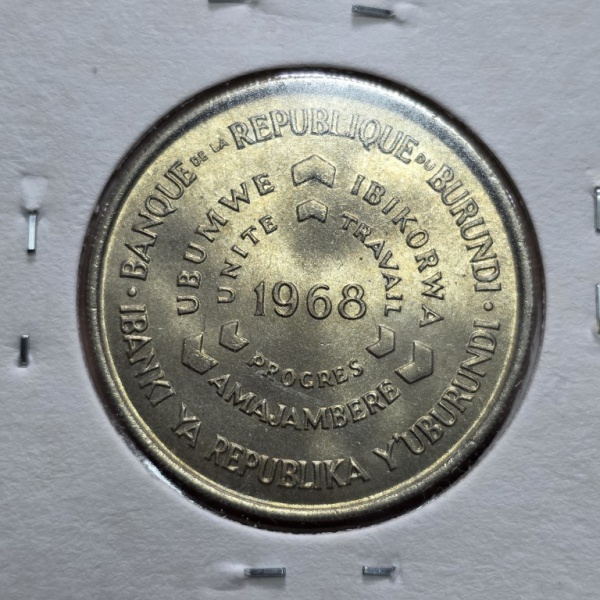 BANQUE DE LA REPUBLIQUE DU BURUNDI
· IBANKI YA REPUBLIKA Y'UBURUNDI ·
UBUMWE IBIKORWA
AMAJAMBERE
UNITE TRAVAIL
PROGRES
1968